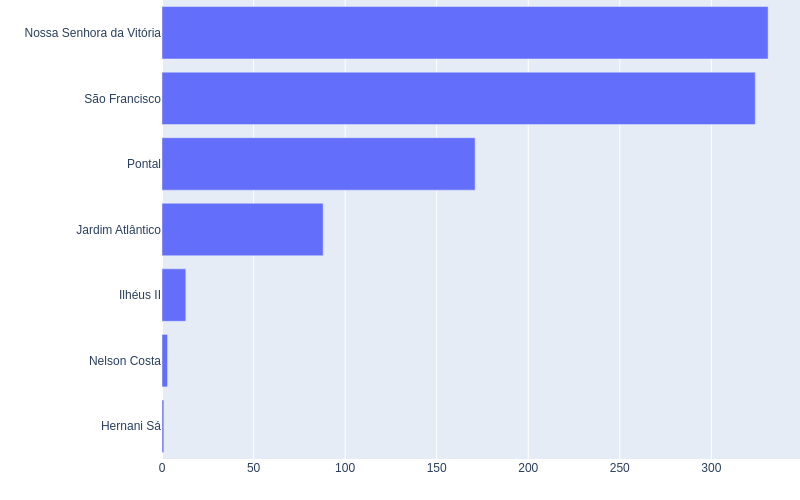 Nossa Senhora da Vitória
São Francisco
Pontal
Jardim Atlântico
Ilhéus II
Nelson Costa
Hernani Sá
0 50 100 150 200 250 300